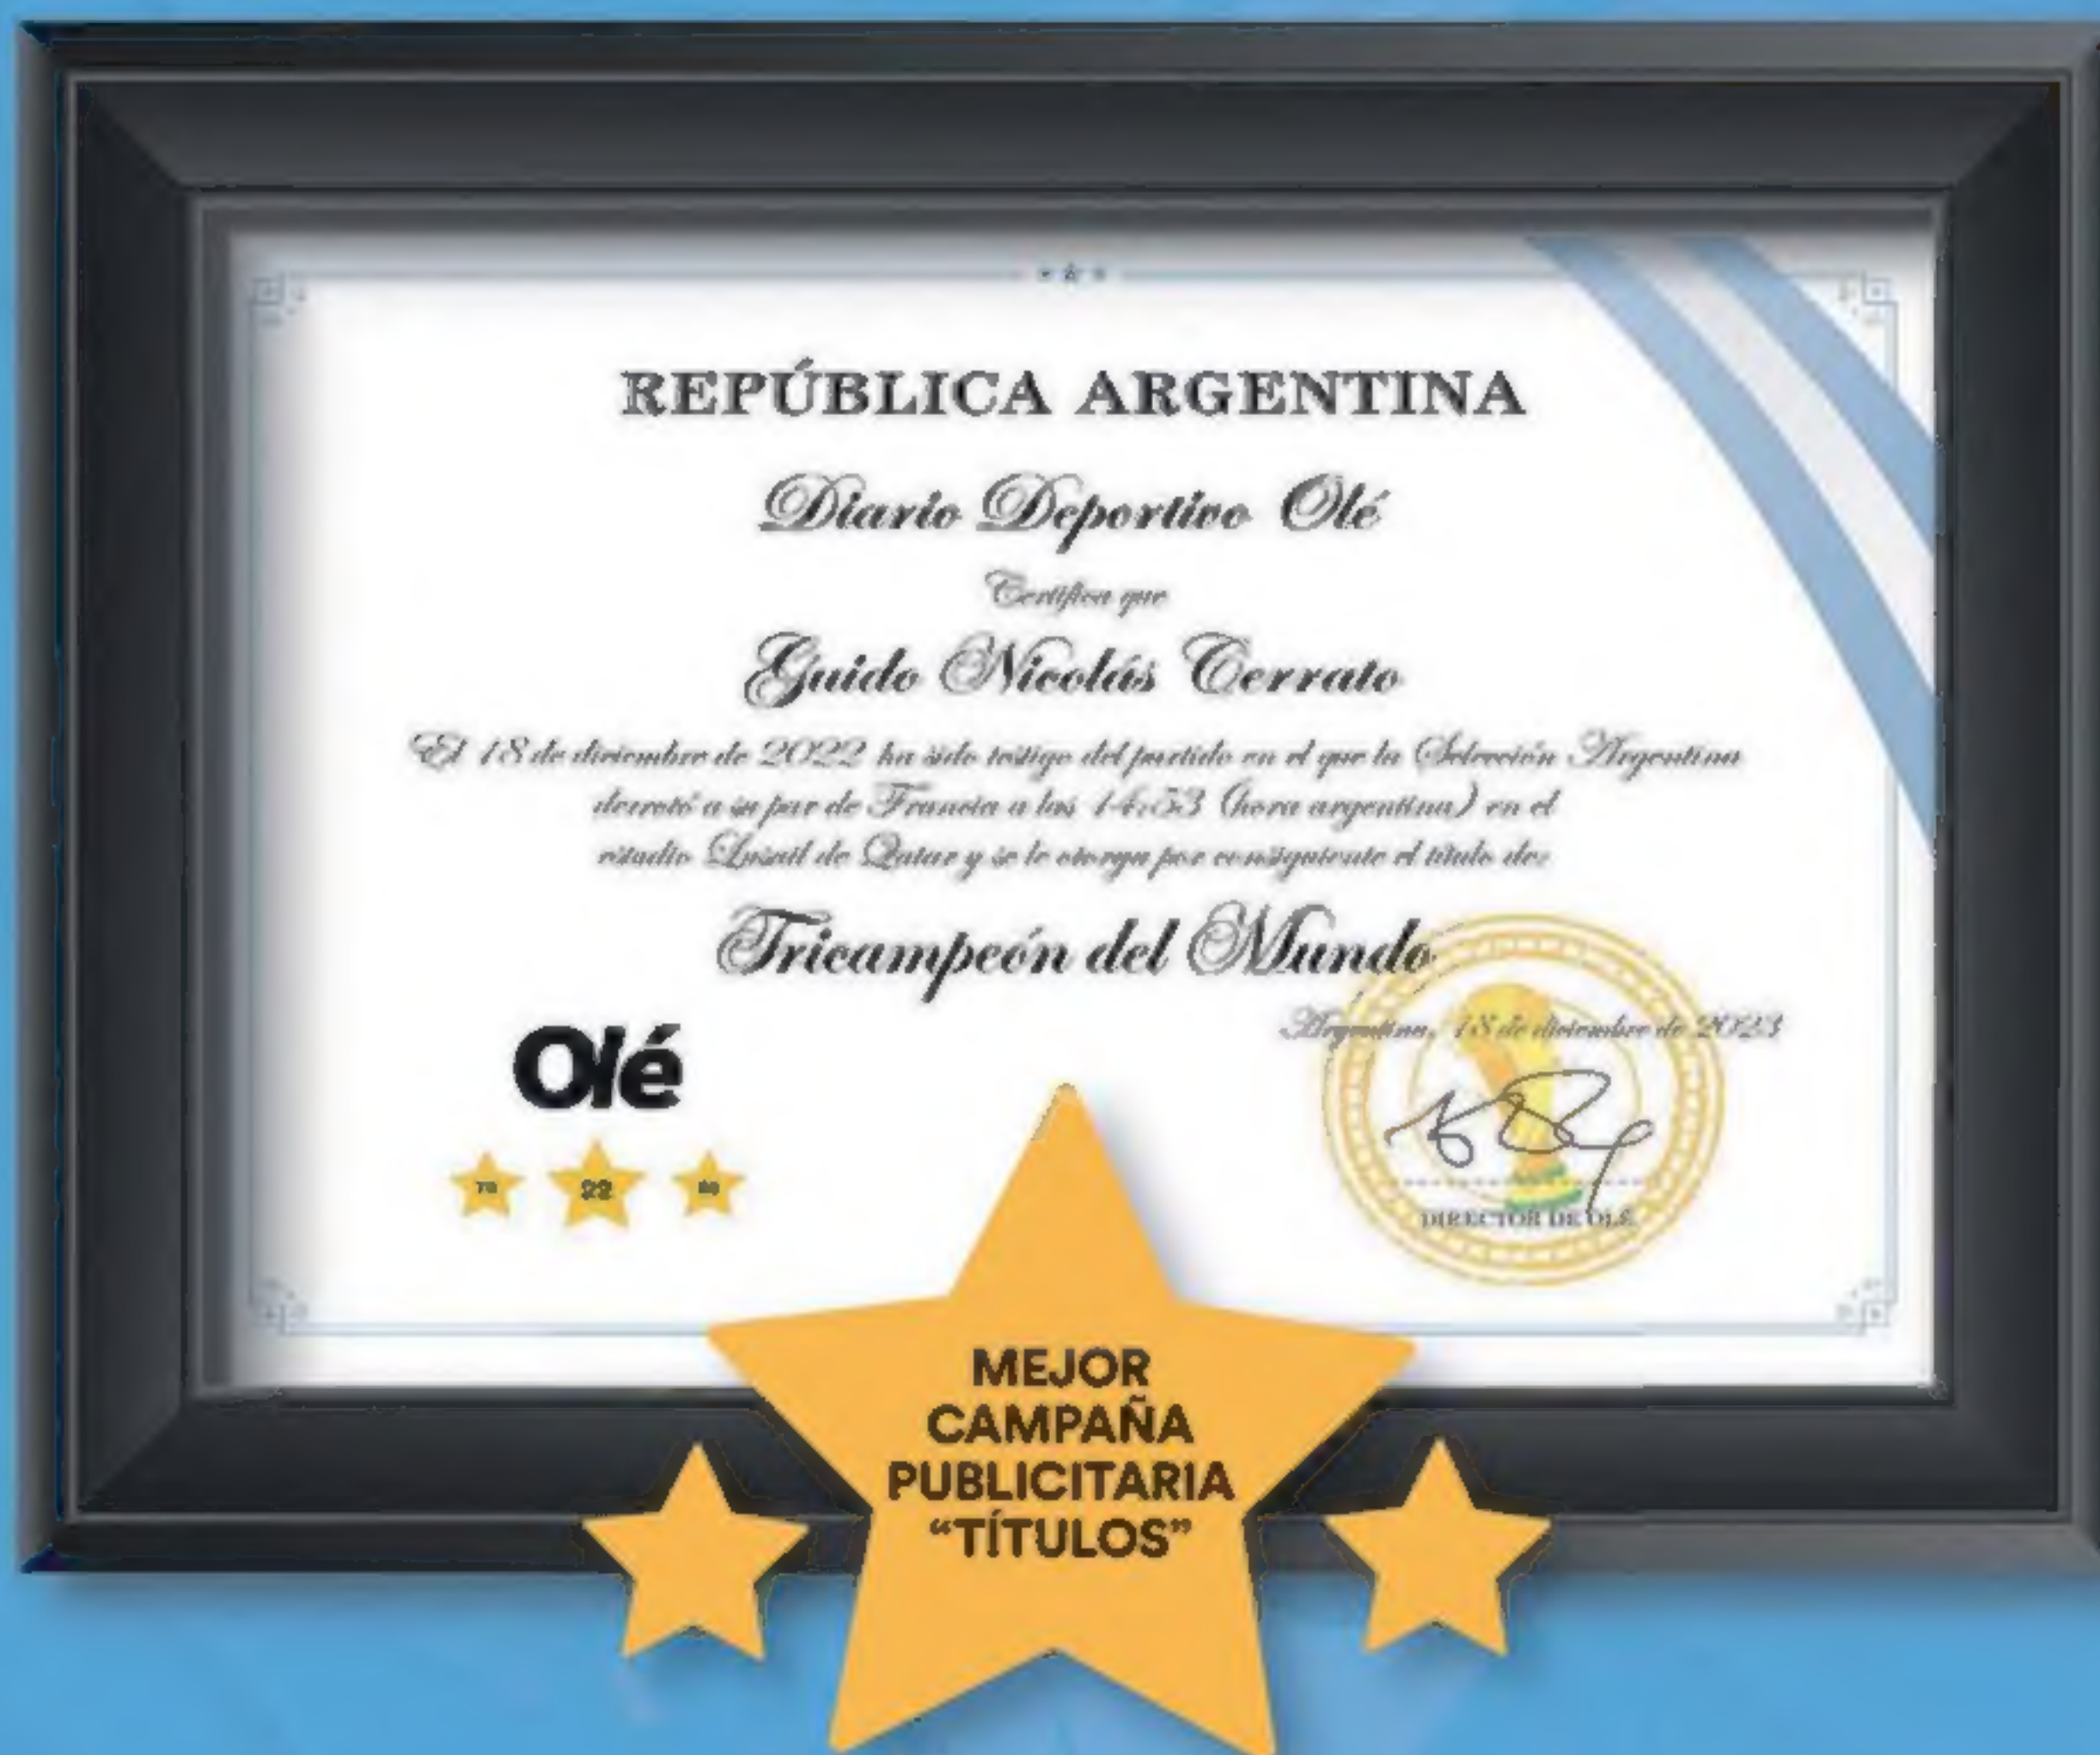 REPÚBLICA ARGENTINA
Diario Deportivo Olé
Certifica que
Guido Nicolás Cerrato
El 18 de diciembre de 2022 ha sido testigo del partido en el que la Selección Argentina
derrotó a su par de Francia a las 14:53 (hora argentina) en el
estadio Lusail de Qatar y se le otorga por consiguiente el título de:
Tricampeón del Mundo
Argentina, 18 de diciembre de 2023
Olé
78 22 86
DIRECTOR DE OLÉ
MEJOR
CAMPAÑA
PUBLICITARIA
“TÍTULOS”